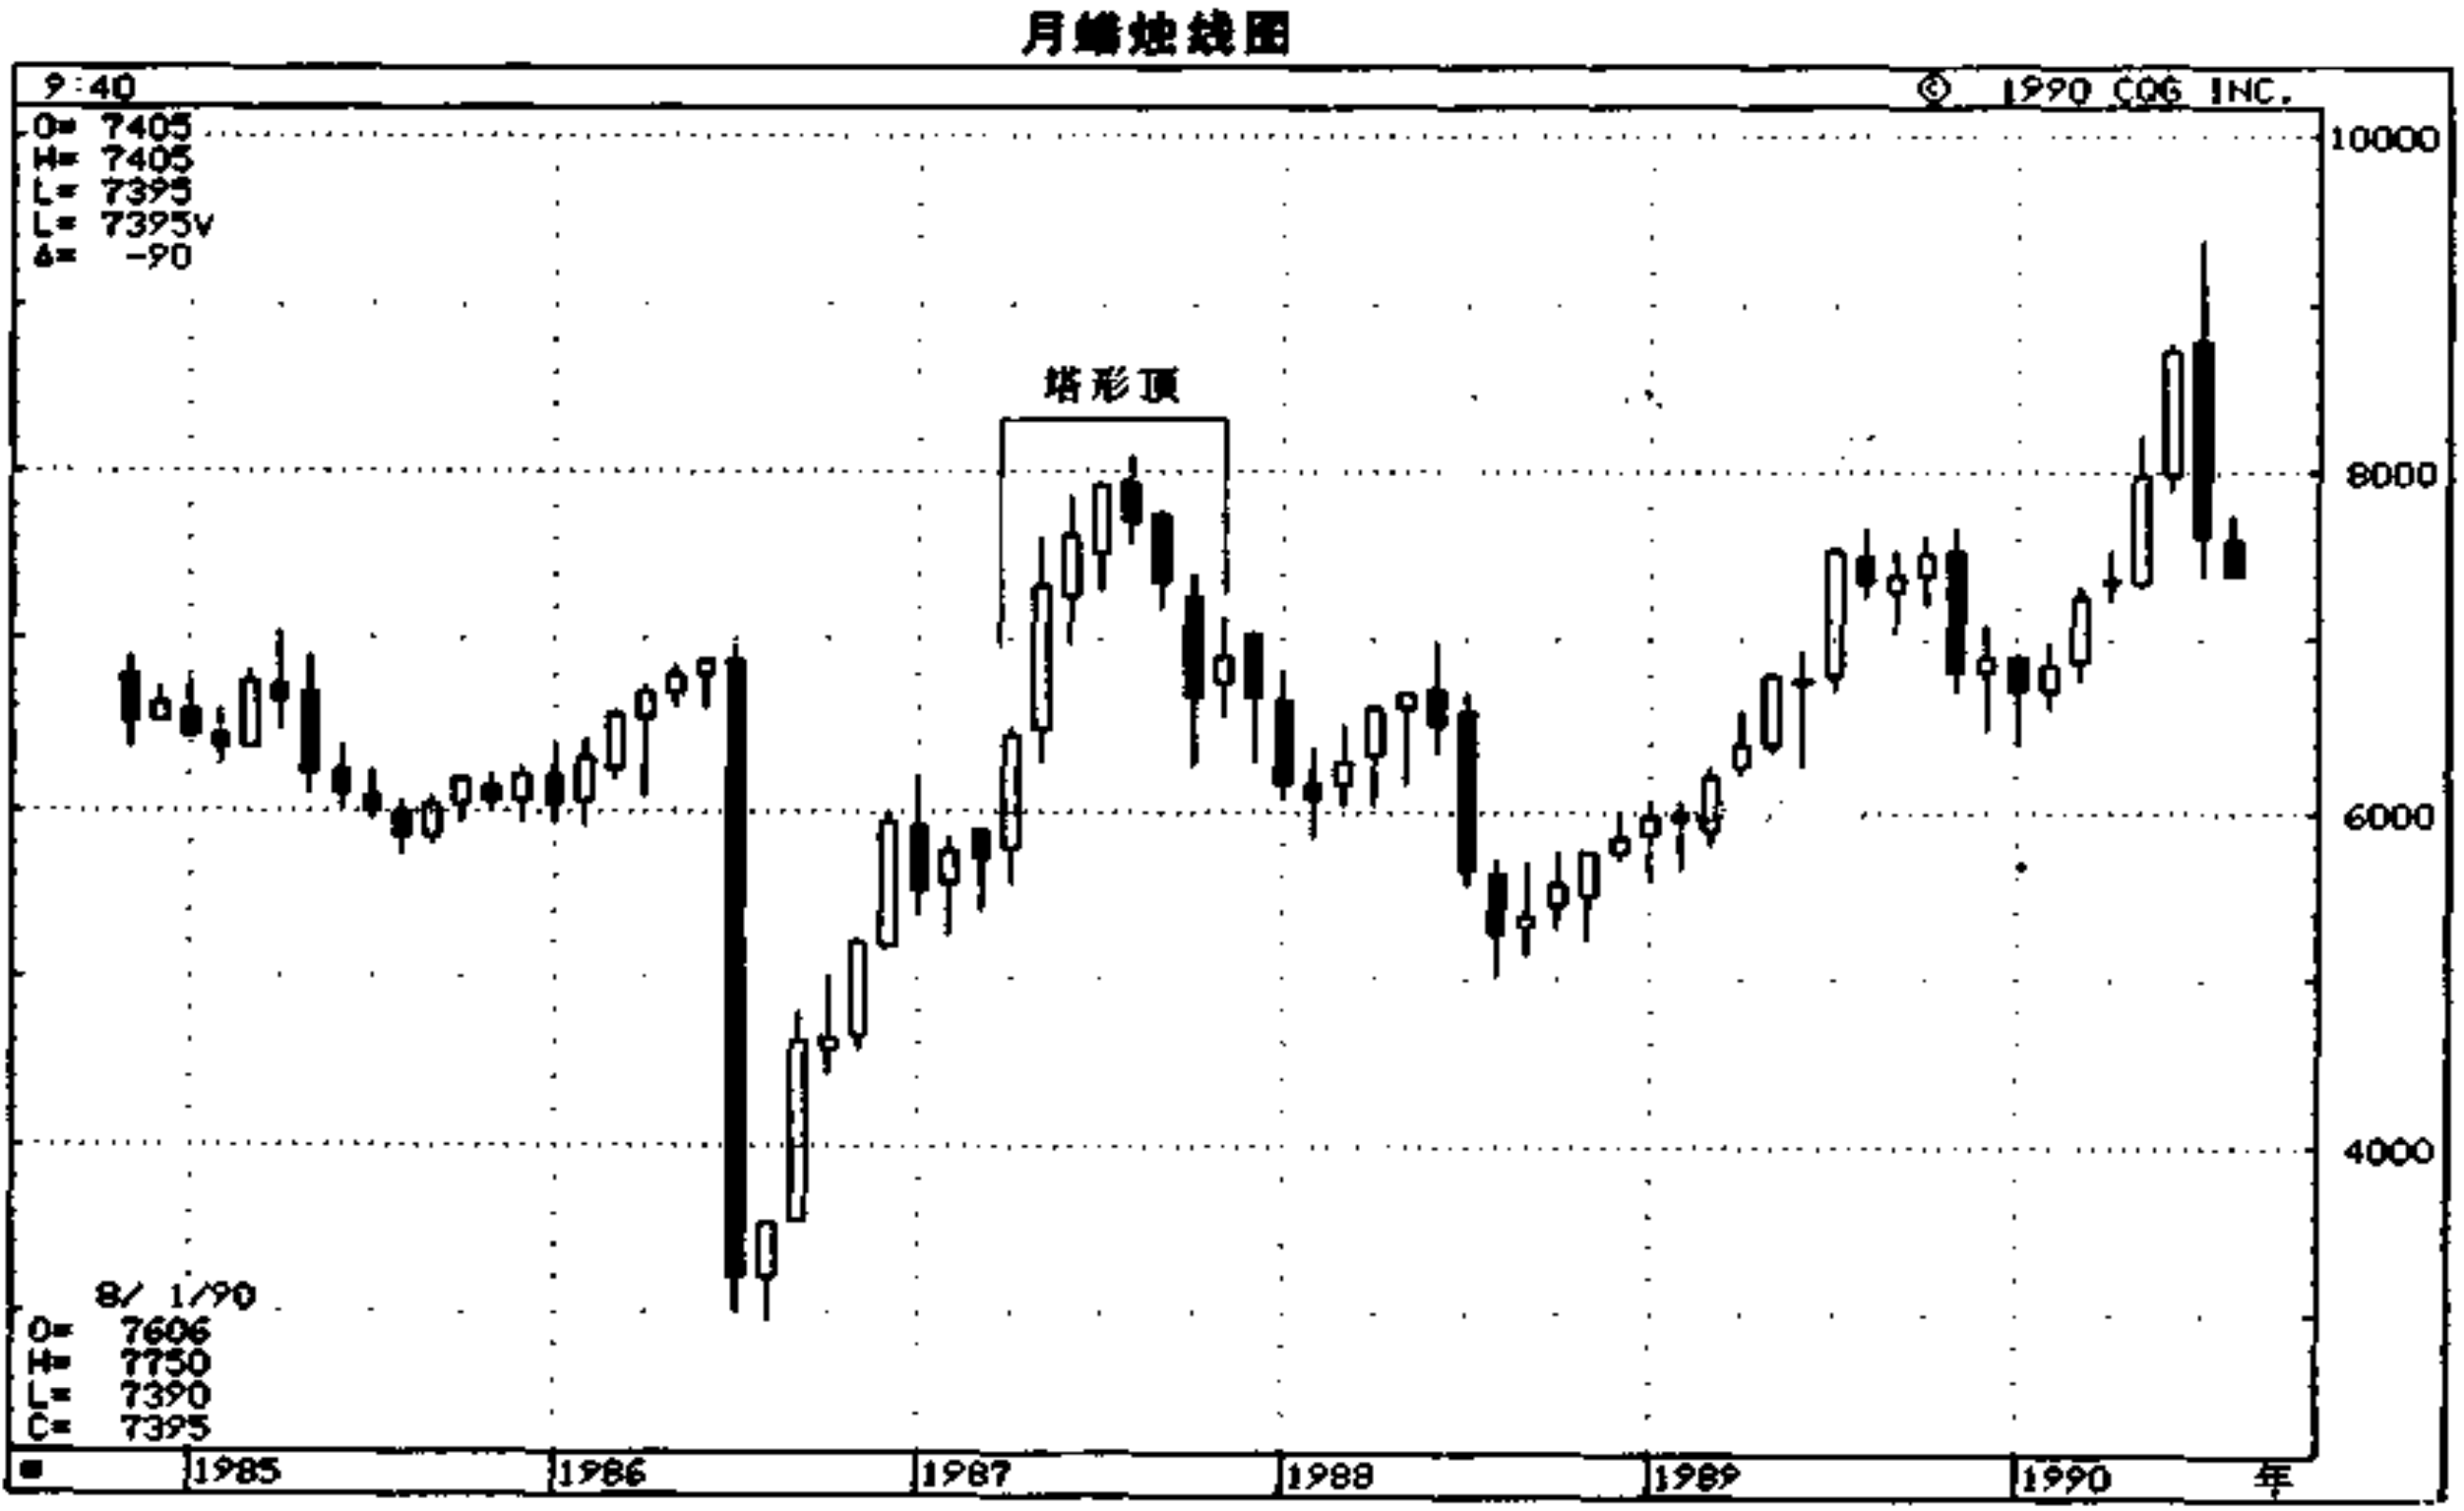 月蜡烛线图
9:40
© 1990 CQG INC.
O= 7405
H= 7405
L= 7395
L= 7395V
Δ= -90
10000
塔形顶
8000
6000
4000
8/ 1/90
O= 7606
H= 7750
L= 7390
C= 7395
1985 1986 1987 1988 1989 1990 年